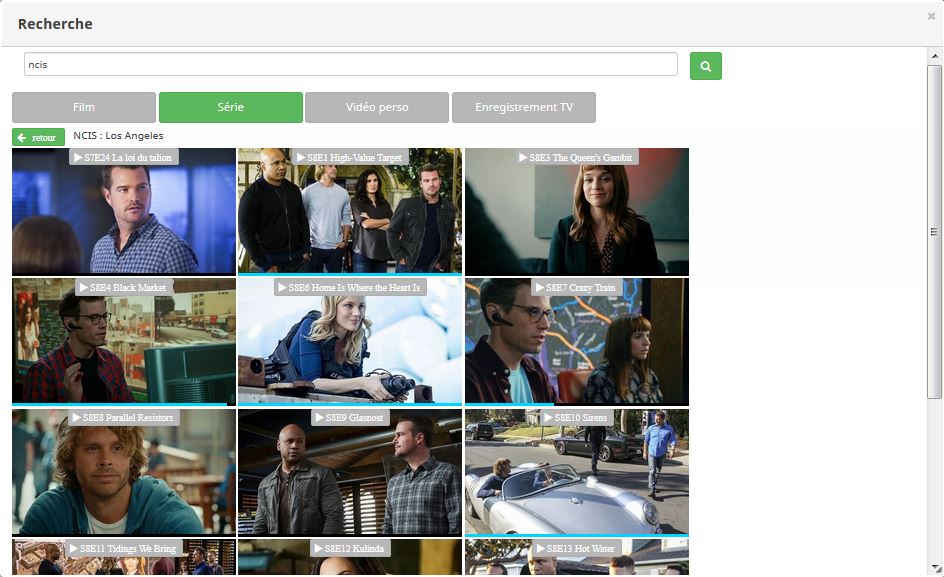 Recherche
ncis
Film
Série
Vidéo perso
Enregistrement TV
retour
NCIS : Los Angeles
S7E24 La loi du talion
S8E1 High-Value Target
S8E3 The Queen's Gambit
S8E4 Black Market
S8E6 Home Is Where the Heart Is
S8E7 Crazy Train
S8E8 Parallel Resistors
S8E9 Glasnost
S8E10 Sirens
S8E11 Tidings We Bring
S8E12 Kulinda
S8E13 Hot Water